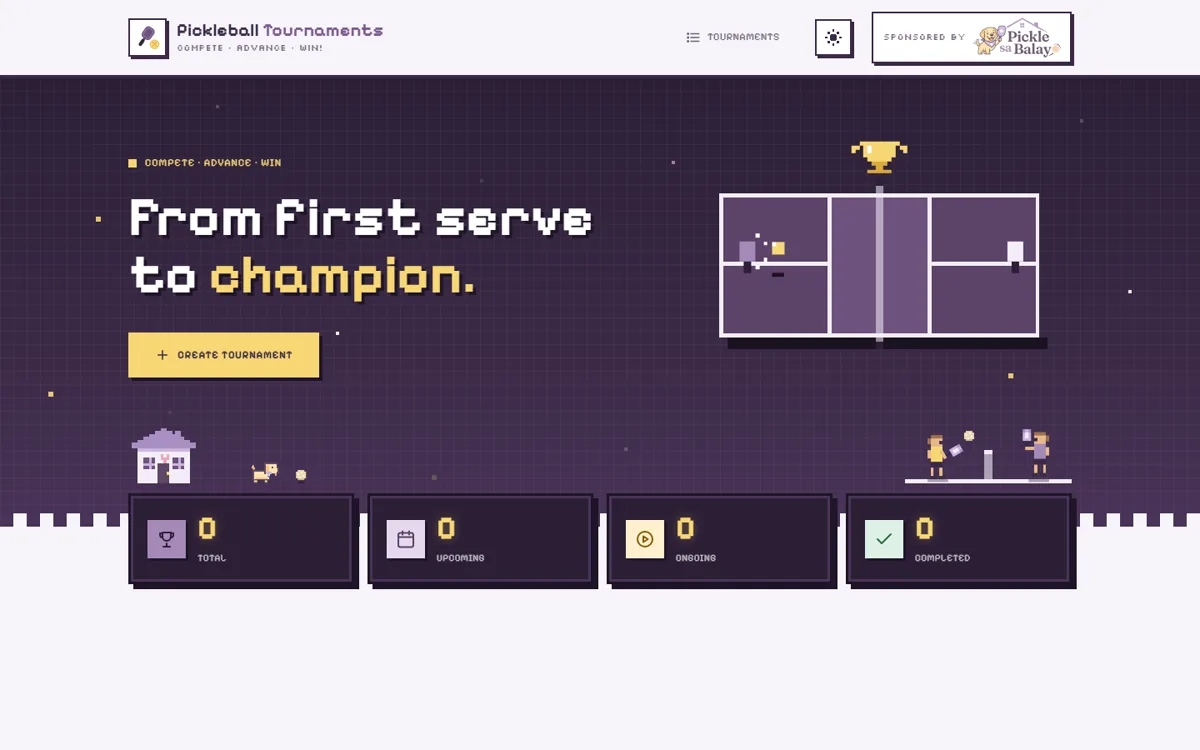 Pickleball Tournaments
COMPETE · ADVANCE · WIN!
TOURNAMENTS
SPONSORED BY
Pickle
sa Balay
COMPETE · ADVANCE · WIN
From first serve
to champion.
CREATE TOURNAMENT
0
TOTAL
0
UPCOMING
0
ONGOING
0
COMPLETED